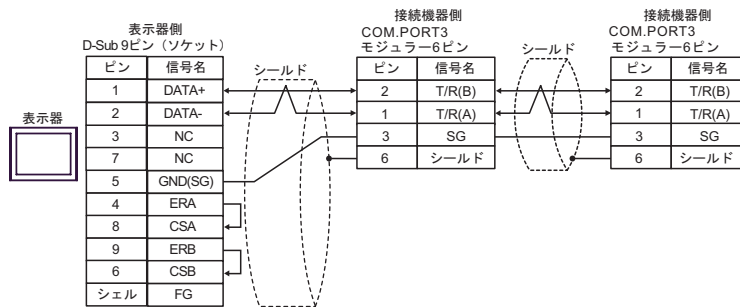 表示器
表示器側
D-Sub 9ピン（ソケット）
ピン 信号名
1 DATA+
2 DATA-
3 NC
7 NC
5 GND(SG)
4 ERA
8 CSA
9 ERB
6 CSB
シェル FG
シールド
接続機器側
COM.PORT3
モジュラー6ピン
ピン 信号名
2 T/R(B)
1 T/R(A)
3 SG
6 シールド
シールド
接続機器側
COM.PORT3
モジュラー6ピン
ピン 信号名
2 T/R(B)
1 T/R(A)
3 SG
6 シールド